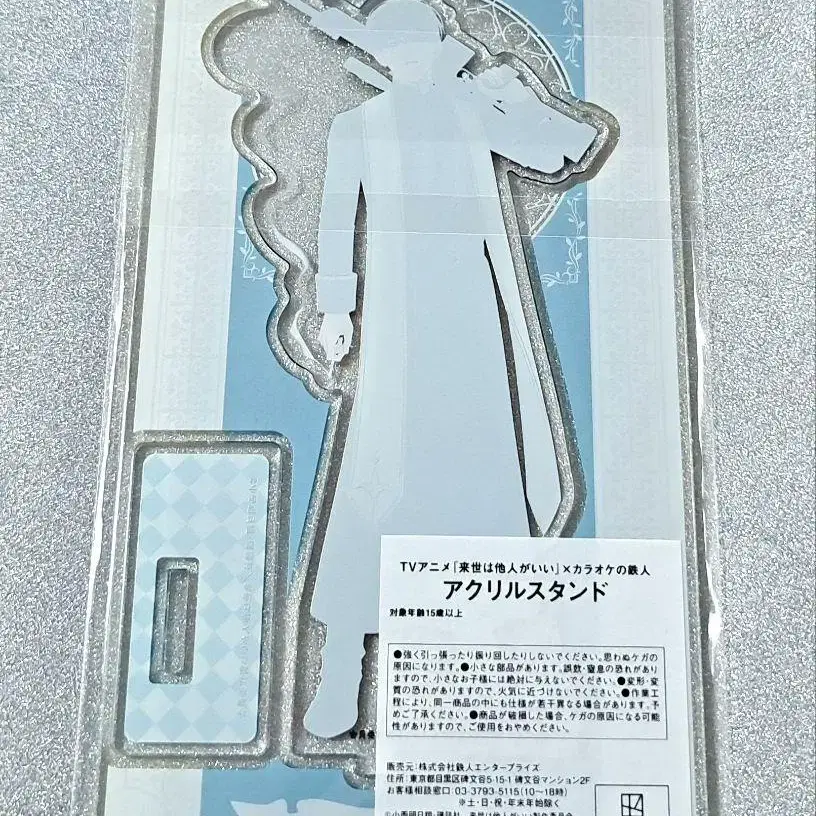 TVアニメ「来世は他人がいい」×カラオケの鉄人
アクリルスタンド
対象年齢15歳以上
●強く引っ張ったり振り回したりしないでください。思わぬケガの
原因になります。●小さな部品があります。誤飲・窒息の恐れがあり
ますので、小さなお子様には絶対に与えないでください。●変形・変
質の恐れがありますので、火気に近づけないでください。●作業工
程により、同一商品の中にも仕様が若干異なる場合があります。予
めご了承ください。●商品が破損した場合、ケガの原因になる可能
性がありますので、ご使用をおやめください。
販売元:株式会社鉄人エンタープライズ
住所:東京都目黒区碑文谷5-15-1 碑文谷マンション2F
お客様相談窓口:03-3793-5115(10~18時)
※土・日・祝・年末年始除く